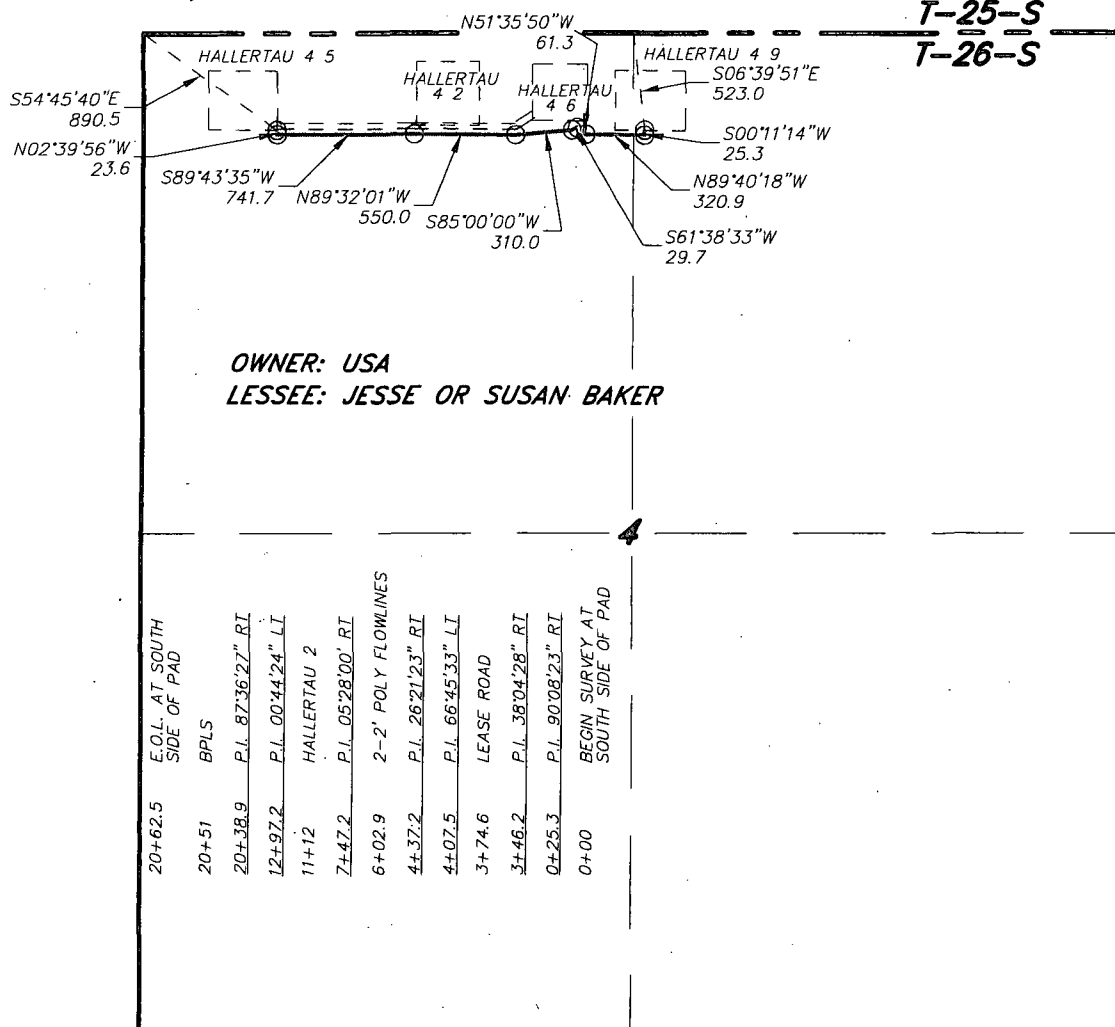 T-25-S
T-26-S
N51°35'50"W
61.3
HALLERTAU 4 5
HALLERTAU
4 2
HALLERTAU
4 6
HALLERTAU 4 9
S06°39'51"E
523.0
S54°45'40"E
890.5
N02°39'56"W
23.6
S00°11'14"W
25.3
S89°43'35"W
741.7
N89°32'01"W
550.0
S85°00'00"W
310.0
N89°40'18"W
320.9
S61°38'33"W
29.7
OWNER: USA
LESSEE: JESSE OR SUSAN BAKER
4
20+62.5 E.O.L. AT SOUTH
SIDE OF PAD
20+51 BPLS
20+38.9 P.I. 87°36'27" RT
12+97.2 P.I. 00°44'24" LT
11+12 HALLERTAU 2
7+47.2 P.I. 05°28'00' RT
6+02.9 2-2' POLY FLOWLINES
4+37.2 P.I. 26°21'23" RT
4+07.5 P.I. 66°45'33" LT
3+74.6 LEASE ROAD
3+46.2 P.I. 38°04'28" RT
0+25.3 P.I. 90°08'23" RT
0+00 BEGIN SURVEY AT
SOUTH SIDE OF PAD